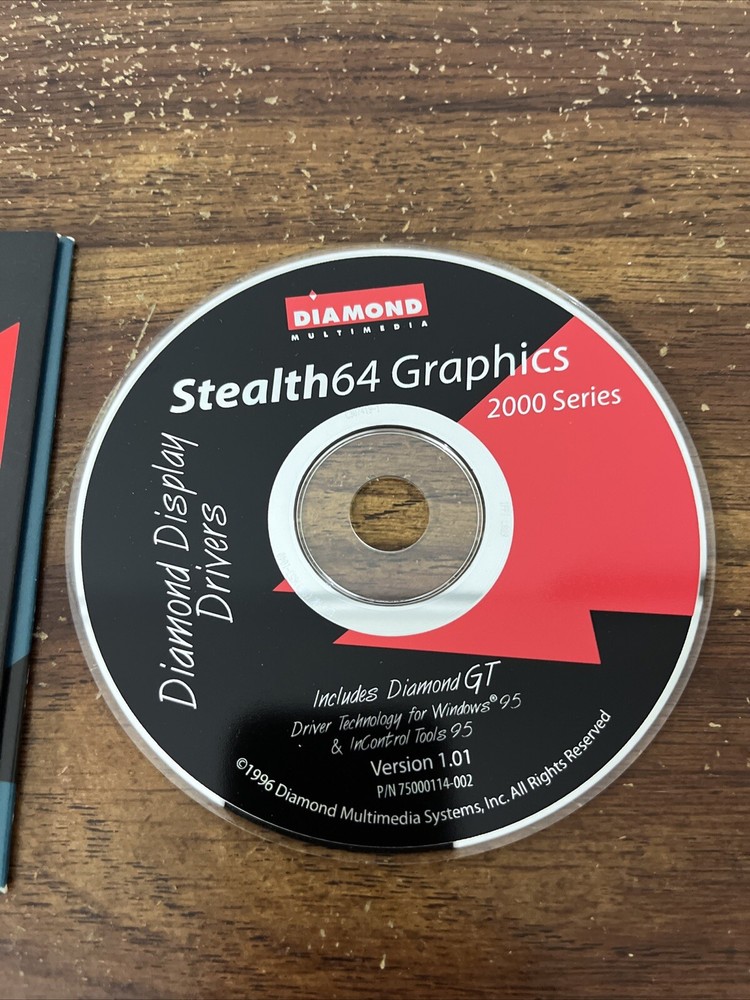 DIAMOND
MULTIMEDIA
Stealth64 Graphics
2000 Series
Diamond Display
Drivers
Includes Diamond GT
Driver Technology for Windows® 95
& InControl Tools 95
Version 1.01
P/N 75000114-002
©1996 Diamond Multimedia Systems, Inc. All Rights Reserved